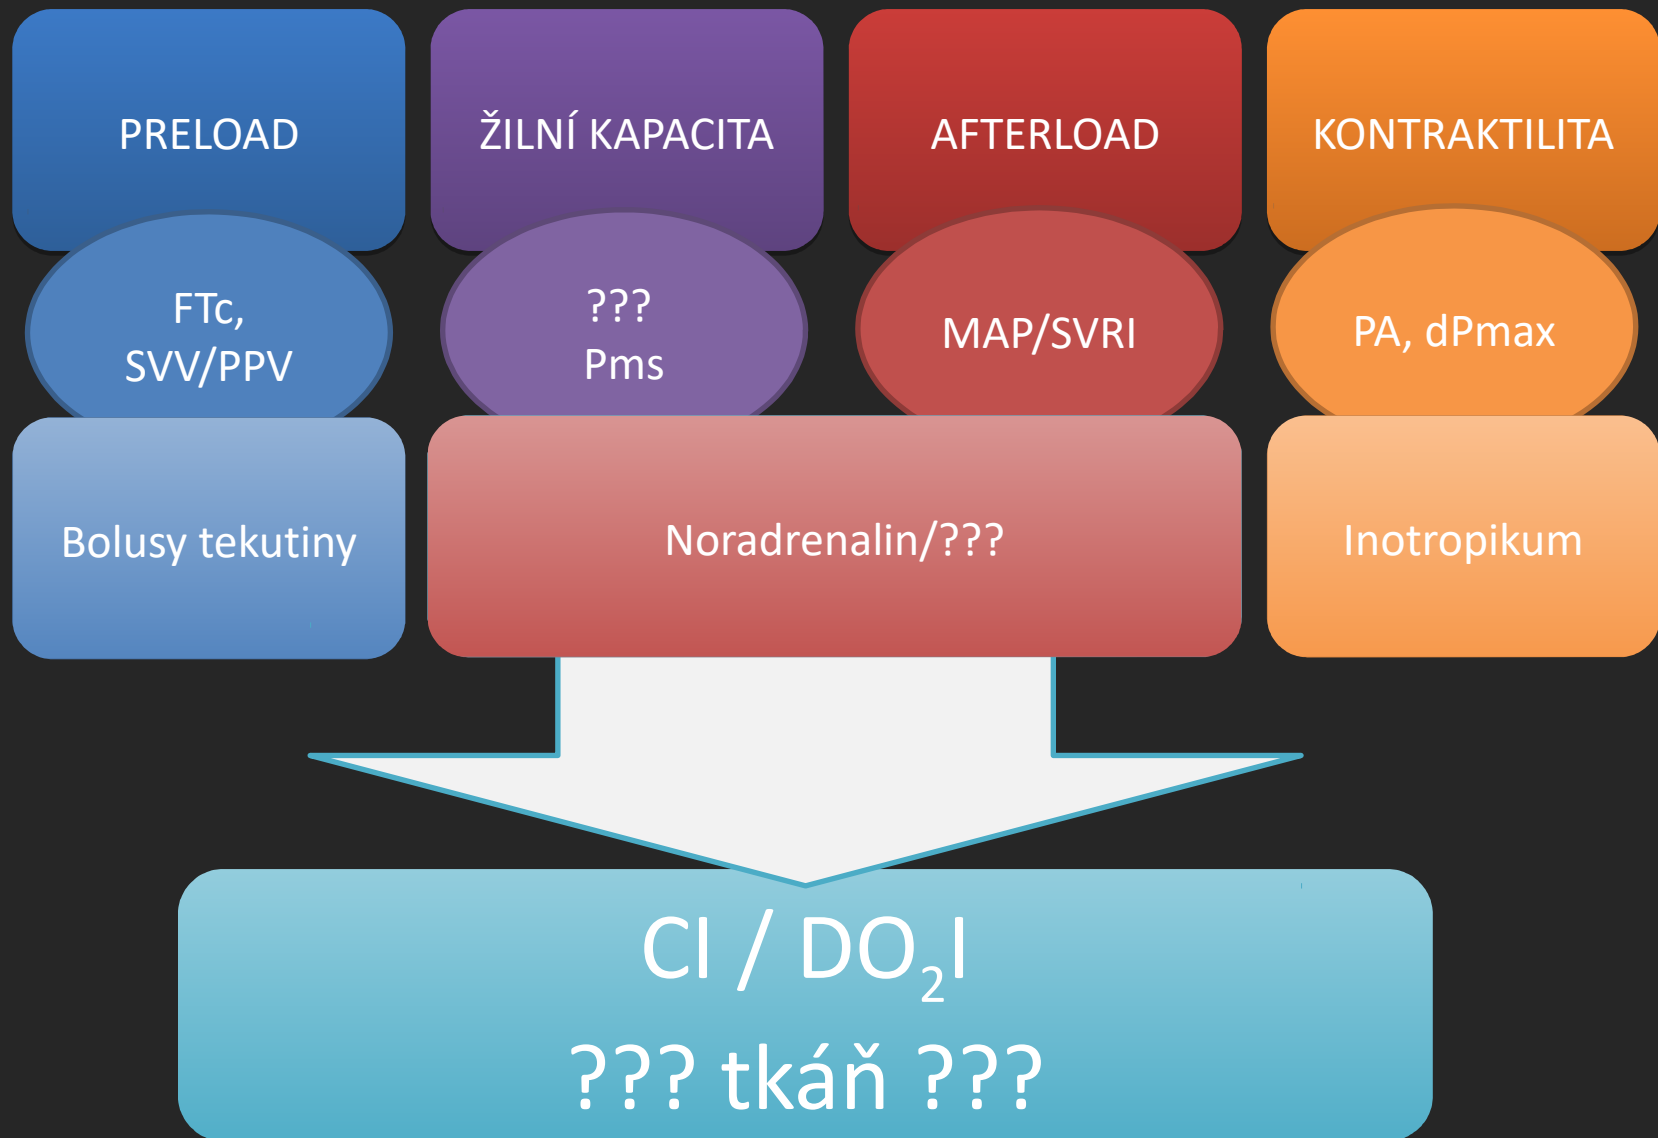 PRELOAD
ŽILNÍ KAPACITA
AFTERLOAD
KONTRAKTILITA
FTc,
SVV/PPV
???
Pms
MAP/SVRI
PA, dPmax
Bolusy tekutiny
Noradrenalin/???
Inotropikum
CI / DO₂I
??? tkáň ???